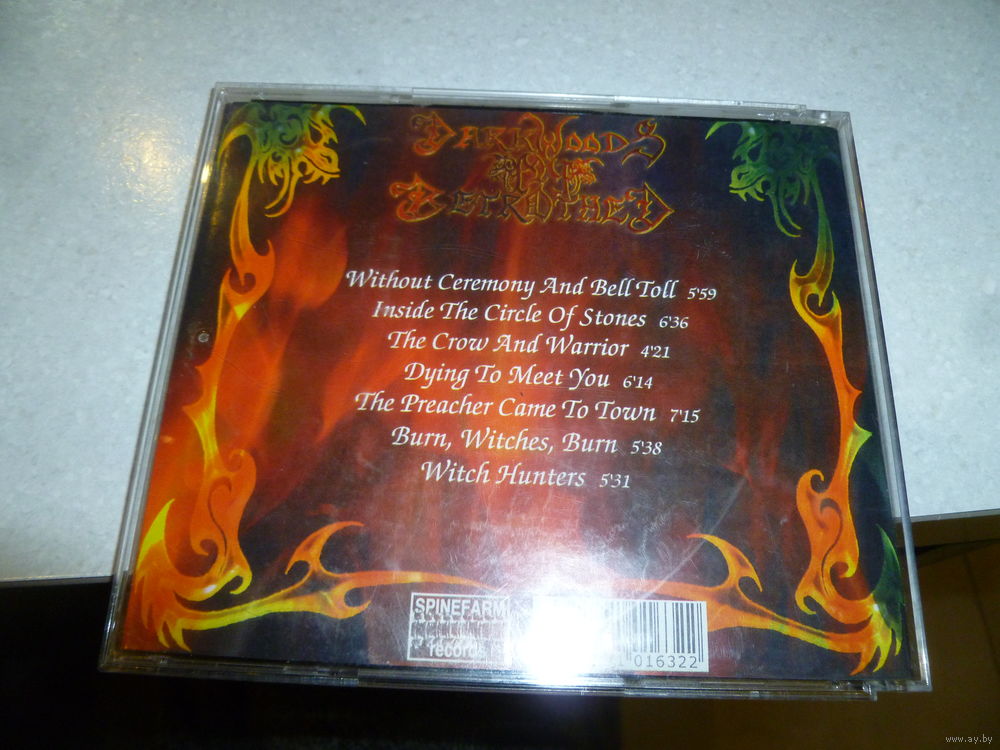 DARKWOODS
MY
BETROTHED
Without Ceremony And Bell Toll 5'59
Inside The Circle Of Stones 6'36
The Crow And Warrior 4'21
Dying To Meet You 6'14
The Preacher Came To Town 7'15
Burn, Witches, Burn 5'38
Witch Hunters 5'31
SPINEFARM
records
016322
www.ay.by